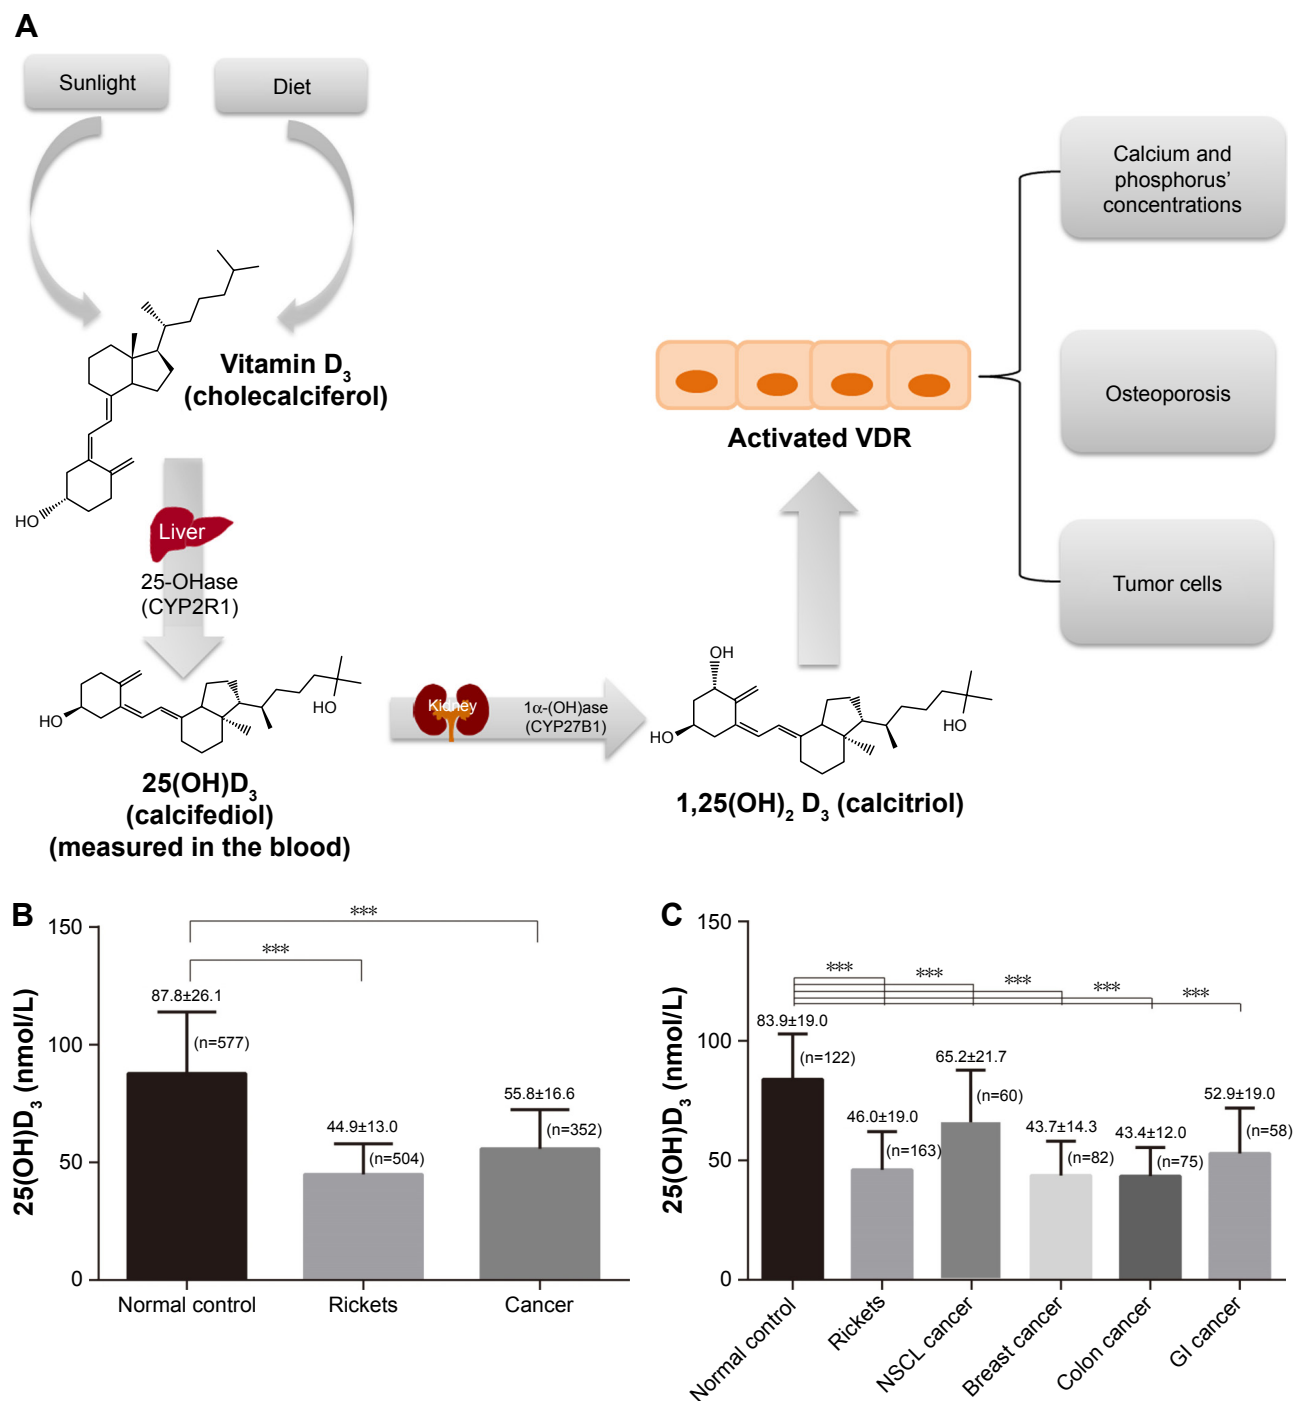 A
Sunlight
Diet
Calcium and
phosphorus’
concentrations
Vitamin D3
(cholecalciferol)
Activated VDR
Osteoporosis
HO
Liver
25-OHase
(CYP2R1)
Tumor cells
HO
HO
Kidney
1α-(OH)ase
(CYP27B1)
OH
HO
HO
25(OH)D3
(calcifediol)
(measured in the blood)
1,25(OH)2 D3 (calcitriol)
B
25(OH)D3 (nmol/L)
150
100
50
0
***
***
87.8±26.1
(n=577)
44.9±13.0
(n=504)
55.8±16.6
(n=352)
Normal control
Rickets
Cancer
C
25(OH)D3 (nmol/L)
150
100
50
0
***
***
***
***
***
83.9±19.0
(n=122)
46.0±19.0
(n=163)
65.2±21.7
(n=60)
43.7±14.3
(n=82)
43.4±12.0
(n=75)
52.9±19.0
(n=58)
Normal control
Rickets
NSCL cancer
Breast cancer
Colon cancer
GI cancer